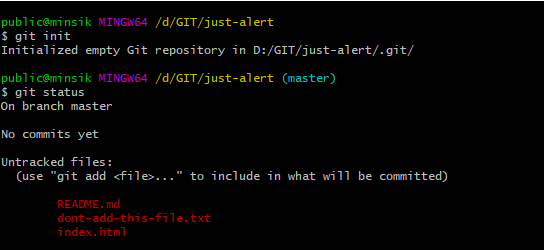 public@minsik MINGW64 /d/GIT/just-alert
$ git init
Initialized empty Git repository in D:/GIT/just-alert/.git/
public@minsik MINGW64 /d/GIT/just-alert (master)
$ git status
On branch master
No commits yet
Untracked files:
(use "git add <file>..." to include in what will be committed)
README.md
dont-add-this-file.txt
index.html